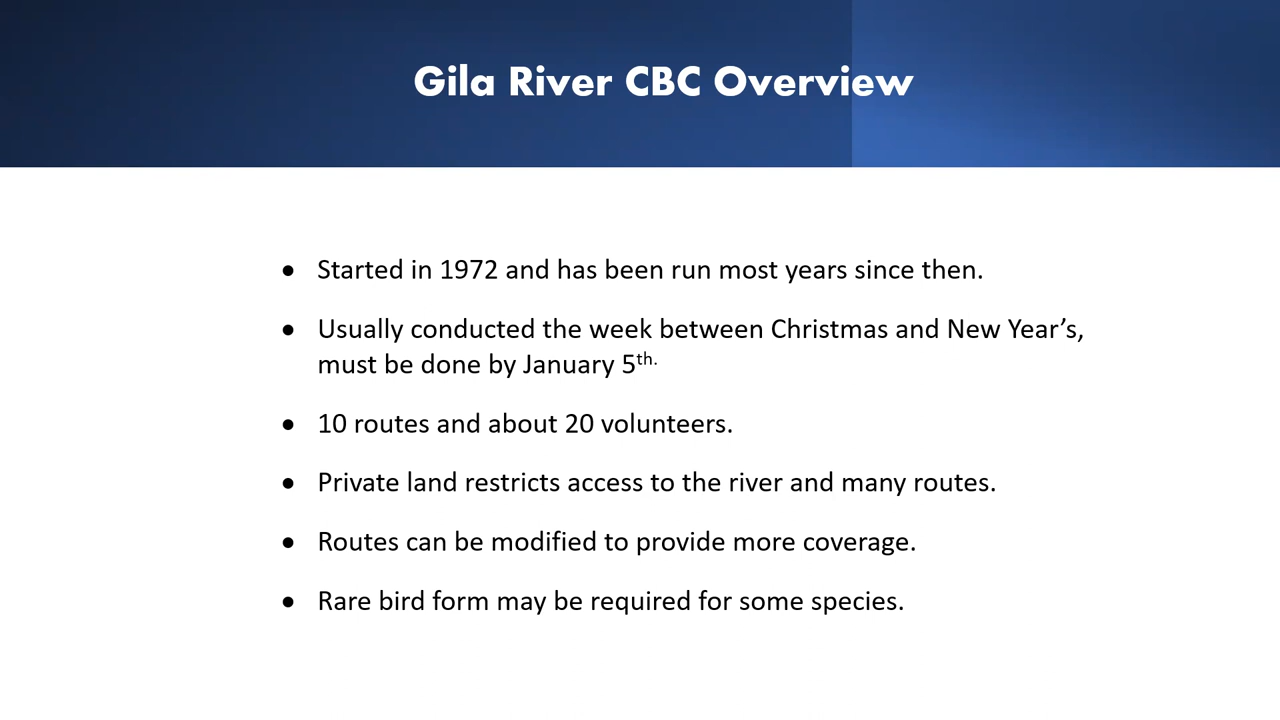 Gila River CBC Overview
● Started in 1972 and has been run most years since then.
● Usually conducted the week between Christmas and New Year’s,
must be done by January 5th.
● 10 routes and about 20 volunteers.
● Private land restricts access to the river and many routes.
● Routes can be modified to provide more coverage.
● Rare bird form may be required for some species.